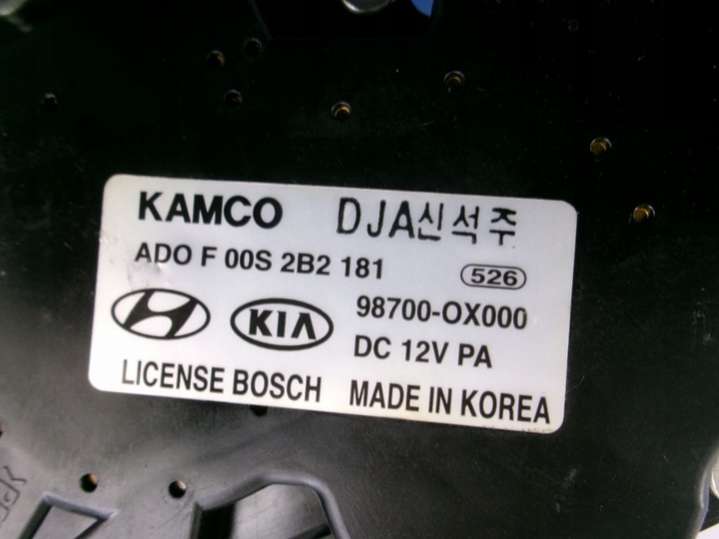 KAMCO DJA신석주
ADO F 00S 2B2 181 526
KIA 98700-OX000
DC 12V PA
LICENSE BOSCH MADE IN KOREA